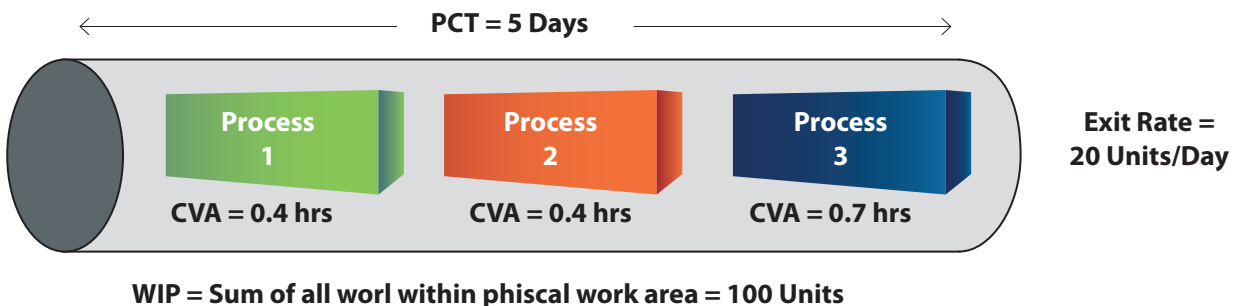 PCT = 5 Days
Process
1
Process
2
Process
3
CVA = 0.4 hrs
CVA = 0.4 hrs
CVA = 0.7 hrs
Exit Rate =
20 Units/Day
WIP = Sum of all worl within phiscal work area = 100 Units